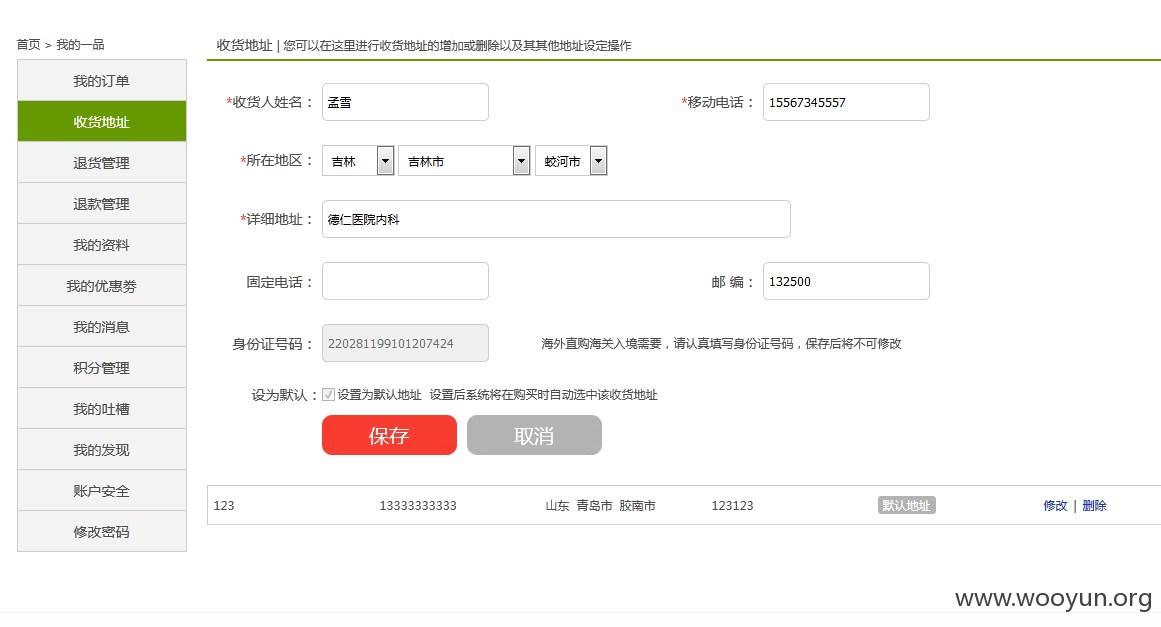 首页 > 我的一品
收货地址 | 您可以在这里进行收货地址的增加或删除以及其其他地址设定操作
我的订单
收货地址
退货管理
退款管理
我的资料
我的优惠劵
我的消息
积分管理
我的吐槽
我的发现
账户安全
修改密码
*收货人姓名： 孟雪 *移动电话： 15567345557
*所在地区： 吉林 吉林市 蛟河市
*详细地址： 德仁医院内科
固定电话： 邮 编： 132500
身份证号码： 220281199101207424 海外直购海关入境需要，请认真填写身份证号码，保存后将不可修改
设为默认： 设置为默认地址 设置后系统将在购买时自动选中该收货地址
保存 取消
123 13333333333 山东 青岛市 胶南市 123123 默认地址 修改 | 删除
www.wooyun.org